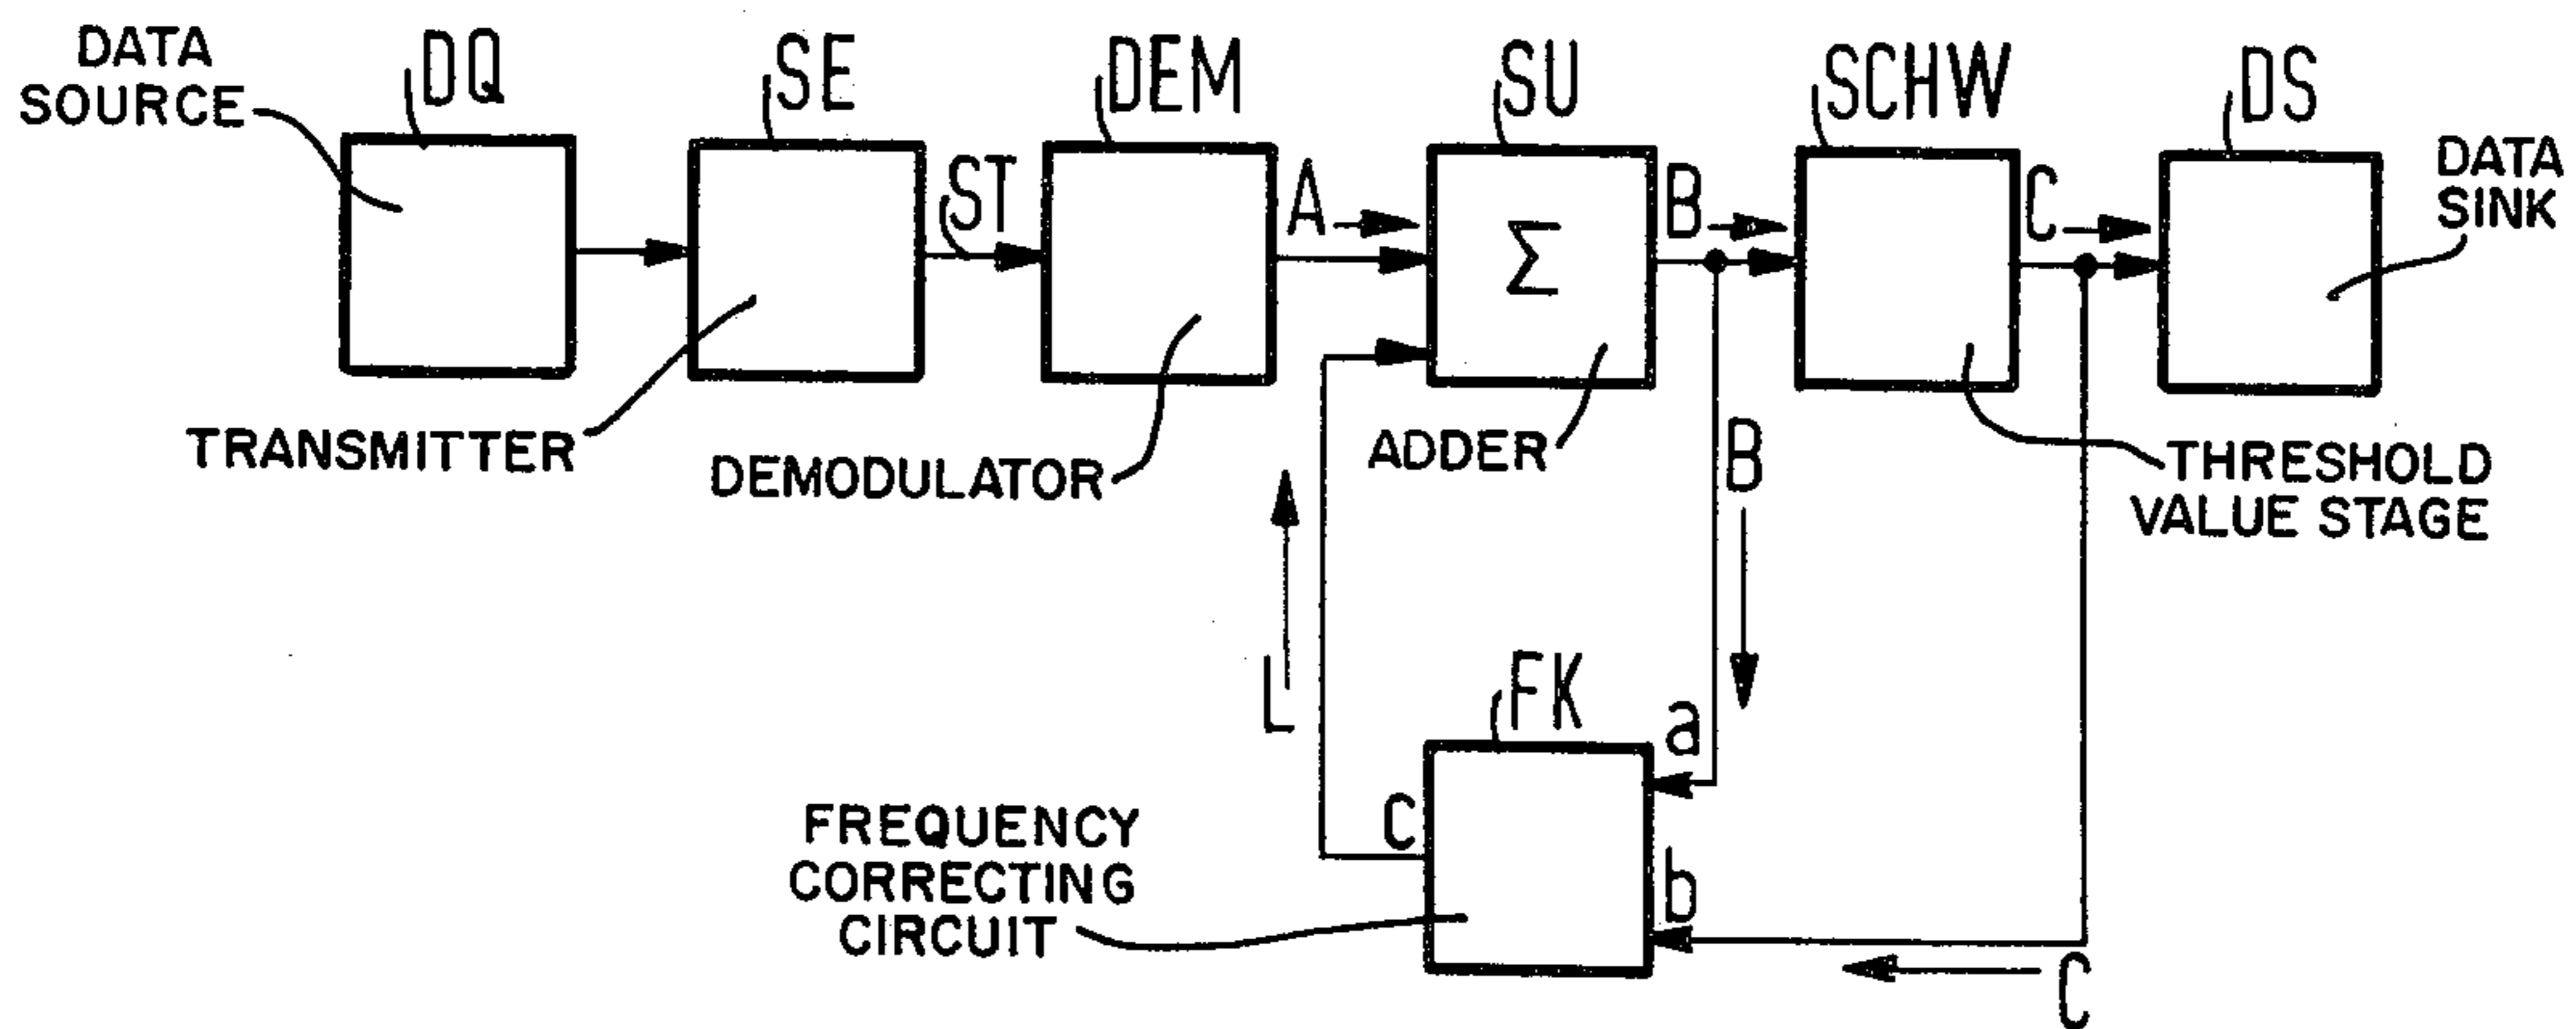 DATA
SOURCE
DQ
SE
DEM
SU
SCHW
DS
DATA
SINK
ST
A
Σ
B
C
TRANSMITTER
DEMODULATOR
ADDER
B
THRESHOLD
VALUE STAGE
L
FK
a
c
b
FREQUENCY
CORRECTING
CIRCUIT
C